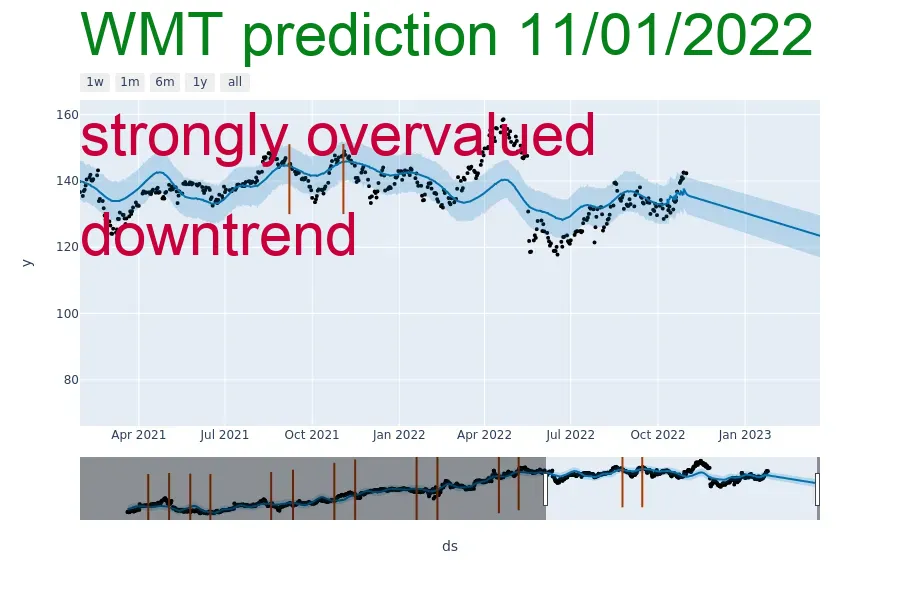 WMT prediction 11/01/2022
1w 1m 6m 1y all
160
strongly overvalued
140
downtrend
120
y
100
80
Apr 2021 Jul 2021 Oct 2021 Jan 2022 Apr 2022 Jul 2022 Oct 2022 Jan 2023
ds